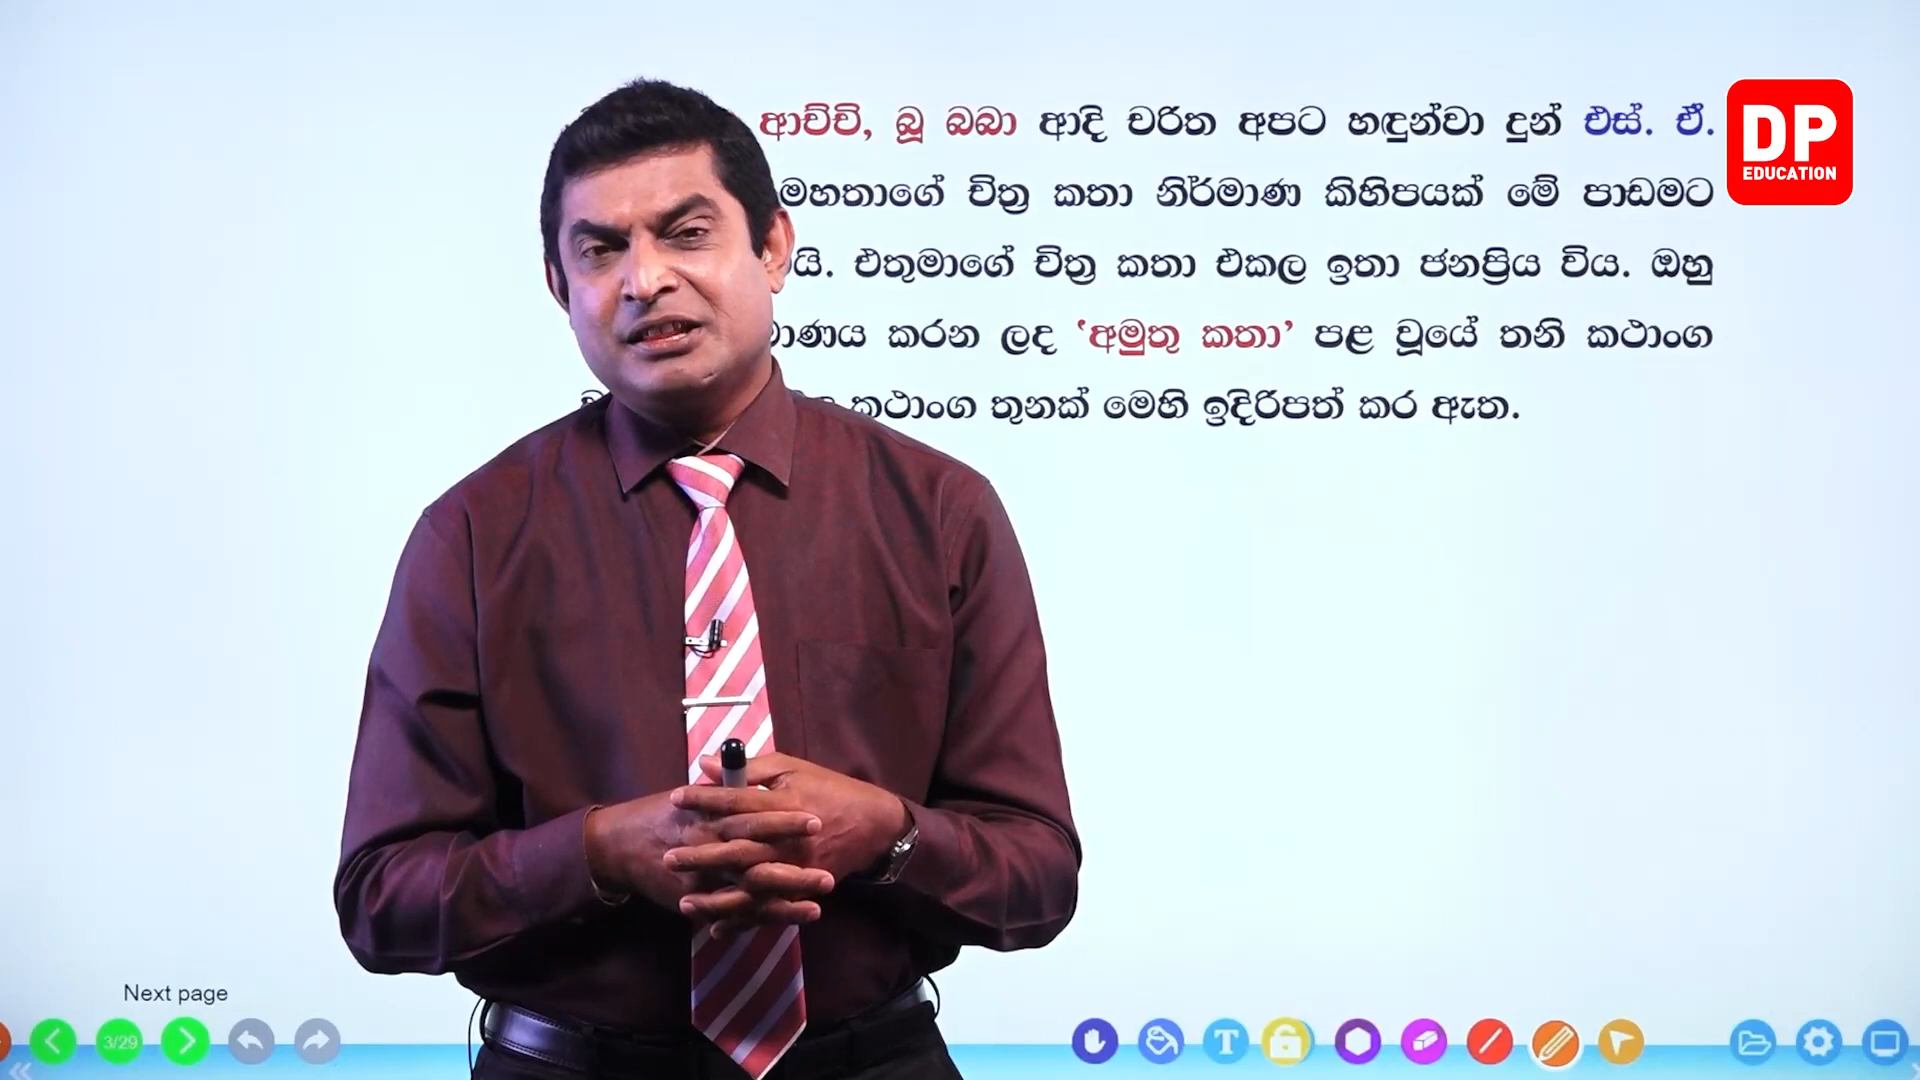 ආච්චි, බූ බබා ආදි චරිත අපට හඳුන්වා දුන් එස්. ඒ.
මහතාගේ චිත්‍ර කතා නිර්මාණ කිහිපයක් මේ පාඩමට
එතුමාගේ චිත්‍ර කතා එකල ඉතා ජනප්‍රිය විය. ඔහු
කරන ලද ‘අමුතු කතා’ පළ වූයේ තනි කථාංග
කථාංග තුනක් මෙහි ඉදිරිපත් කර ඇත.
DP
EDUCATION
Next page
3/29
T